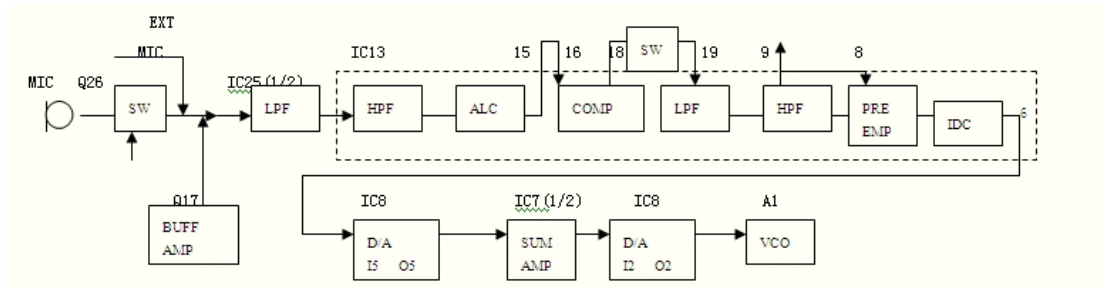 EXT
MIC
MIC Q26 IC25(1/2) IC13 15 16 18 SW 19 9 8
SW LPF HPF ALC COMP LPF HPF PRE EMP IDC 6
Q17 IC8 IC7(1/2) IC8 A1
BUFF AMP
D/A
I5 O5
SUM
AMP
D/A
I2 O2
VCO